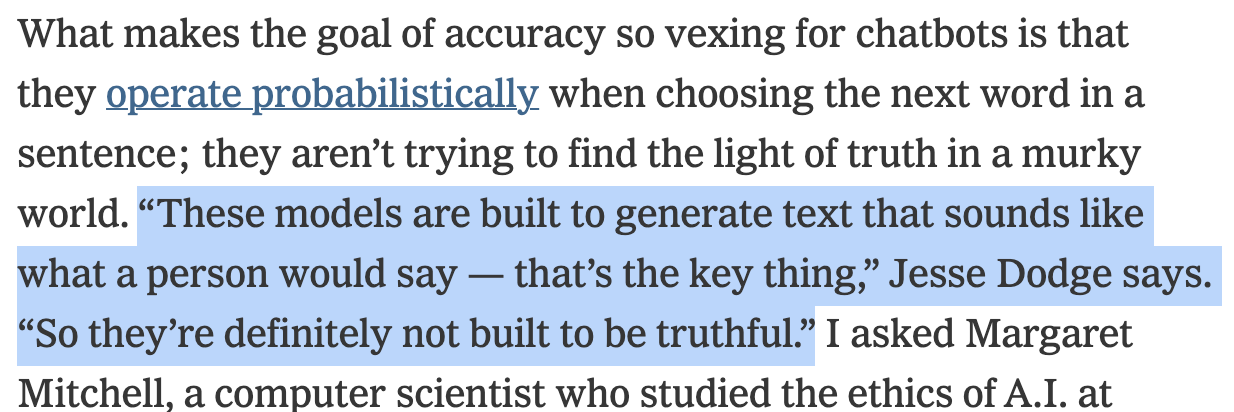 What makes the goal of accuracy so vexing for chatbots is that
they operate probabilistically when choosing the next word in a
sentence; they aren’t trying to find the light of truth in a murky
world. “These models are built to generate text that sounds like
what a person would say — that’s the key thing,” Jesse Dodge says.
“So they’re definitely not built to be truthful.” I asked Margaret
Mitchell, a computer scientist who studied the ethics of A.I. at